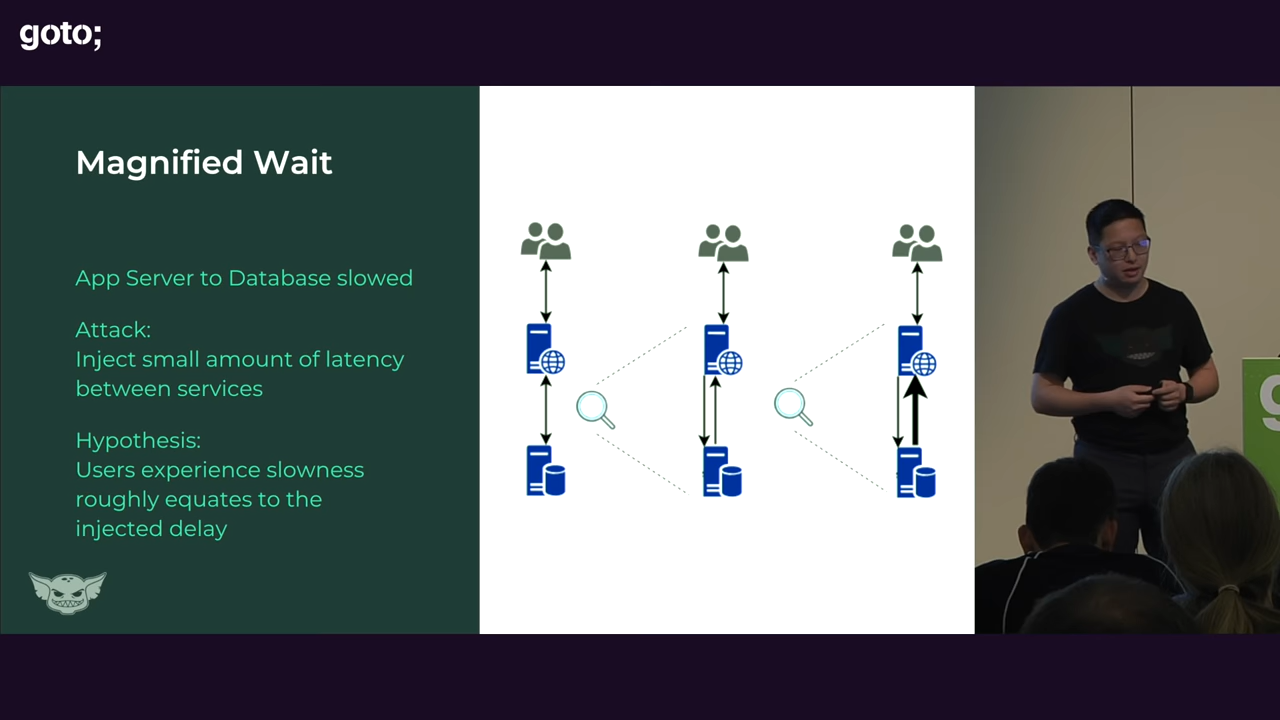 goto;
Magnified Wait
App Server to Database slowed
Attack:
Inject small amount of latency
between services
Hypothesis:
Users experience slowness
roughly equates to the
injected delay